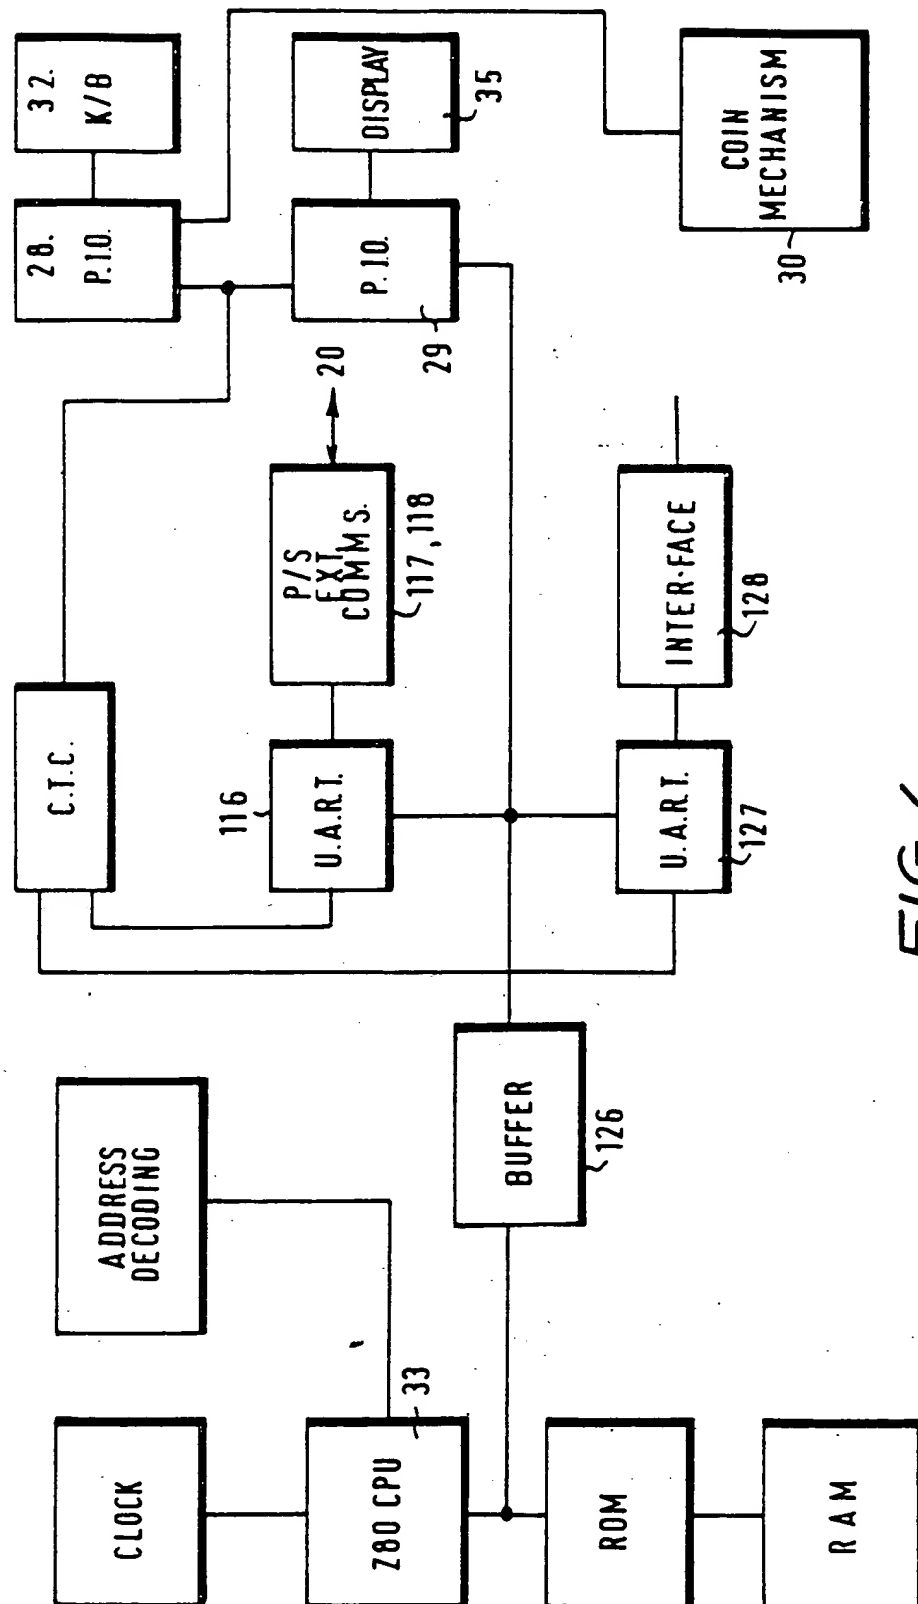 CLOCK
Z80 CPU
33
ROM
RAM
ADDRESS
DECODING
BUFFER
126
C.T.C.
116
U.A.R.T.
U.A.R.T.
127
P/S
EXT
COMMS.
117, 118
20
INTER-FACE
128
28.
P.I.O.
32.
K/B
P.I.O.
29
DISPLAY
35
COIN
MECHANISM
30